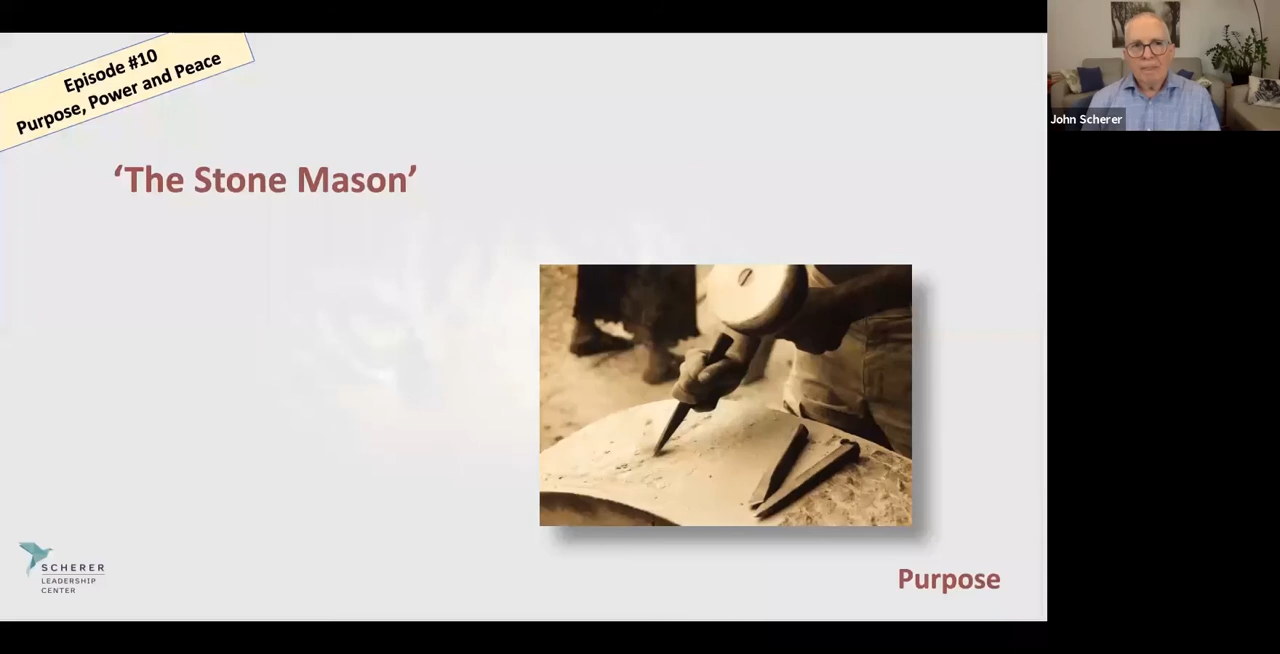 Episode #10
Purpose, Power and Peace
‘The Stone Mason’
SCHERER
LEADERSHIP
CENTER
Purpose
John Scherer